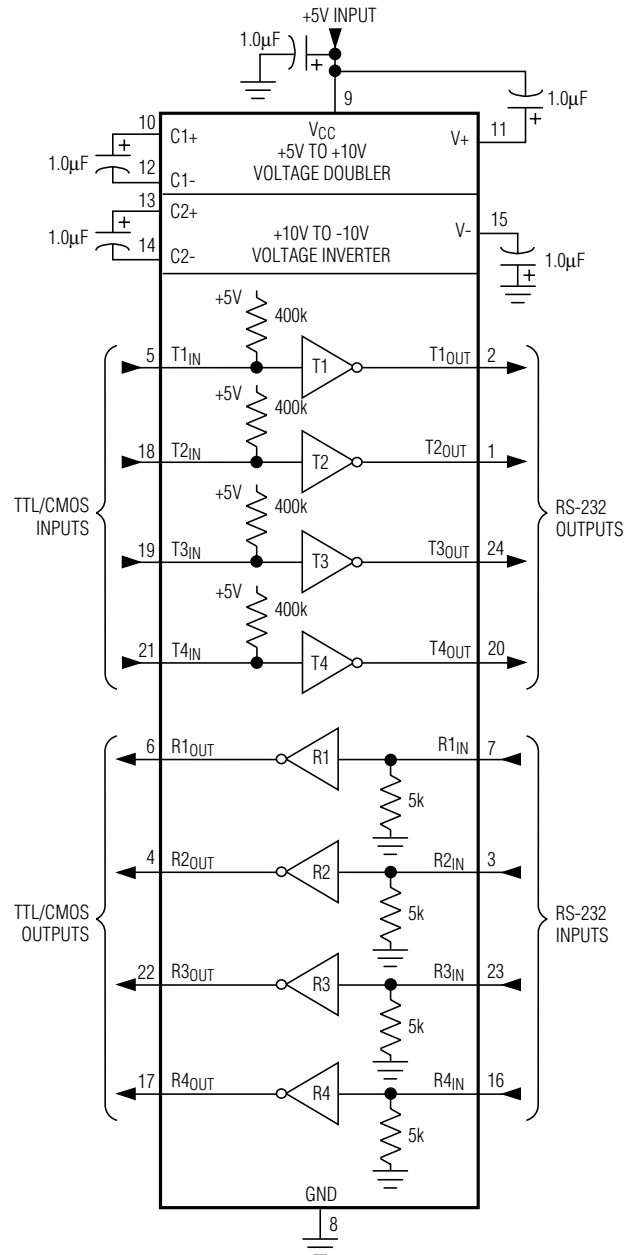 +5V INPUT
1.0µF
+
9
1.0µF
+
10
C1+
VCC
V+
11
+
+5V TO +10V
VOLTAGE DOUBLER
1.0µF
12
C1-
13
C2+
15
+
+10V TO -10V
VOLTAGE INVERTER
V-
1.0µF
14
C2-
1.0µF
+
+5V
400k
5
T1IN
T1
T1OUT
2
+5V
400k
18
T2IN
T2
T2OUT
1
+5V
400k
TTL/CMOS
INPUTS
RS-232
OUTPUTS
19
T3IN
T3
T3OUT
24
+5V
400k
21
T4IN
T4
T4OUT
20
6
R1OUT
R1
R1IN
7
5k
4
R2OUT
R2
R2IN
3
5k
TTL/CMOS
OUTPUTS
RS-232
INPUTS
22
R3OUT
R3
R3IN
23
5k
17
R4OUT
R4
R4IN
16
5k
GND
8